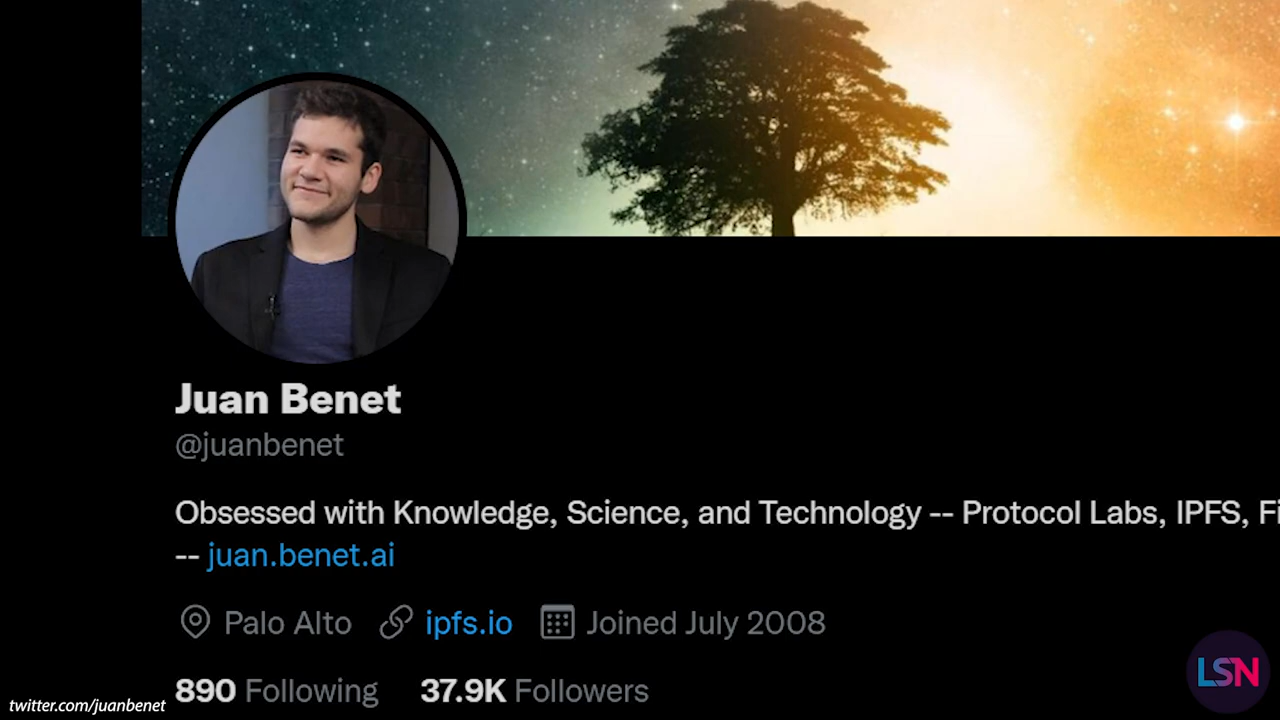 Juan Benet
@juanbenet
Obsessed with Knowledge, Science, and Technology -- Protocol Labs, IPFS, Fi
-- juan.benet.ai
Palo Alto ipfs.io Joined July 2008
890 Following 37.9K Followers
twitter.com/juanbenet
LSN